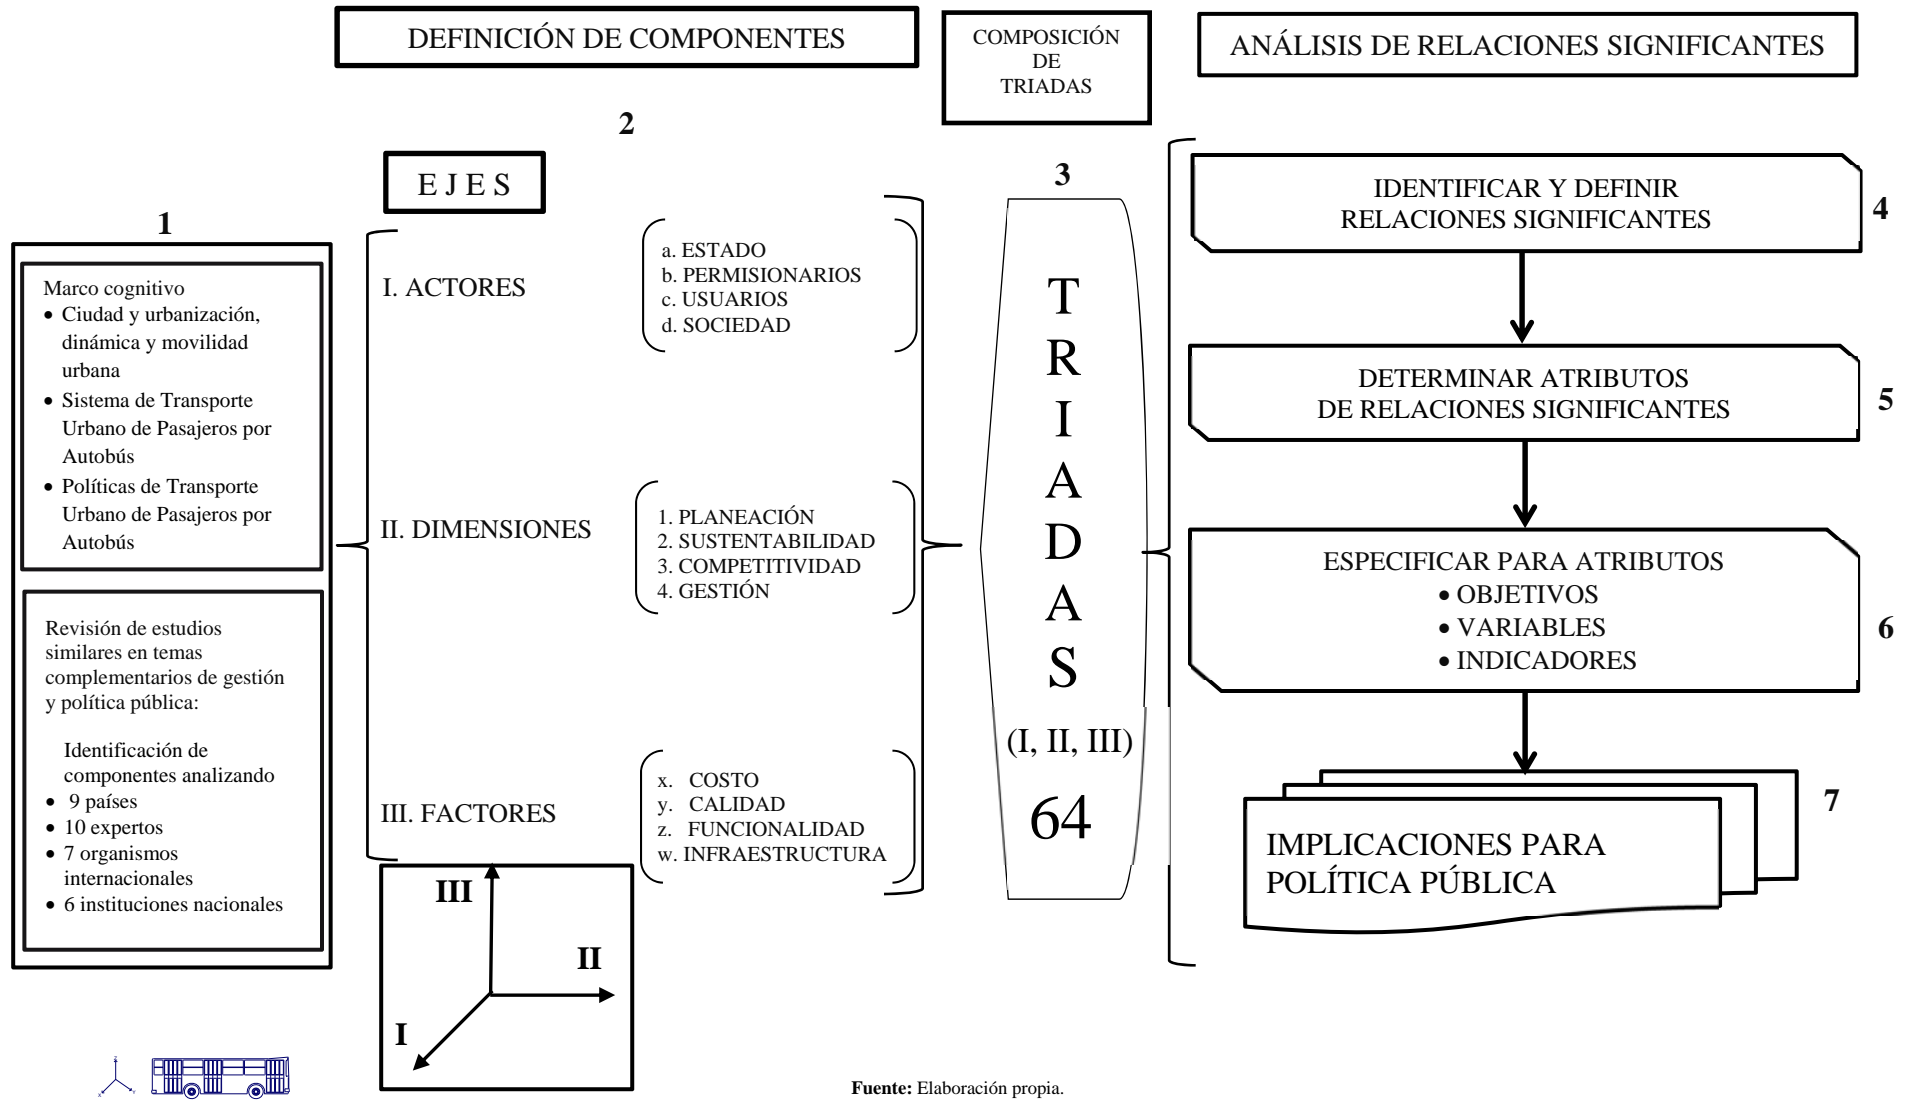 DEFINICIÓN DE COMPONENTES
COMPOSICIÓN
DE
TRIADAS
ANÁLISIS DE RELACIONES SIGNIFICANTES
1
Marco cognitivo
• Ciudad y urbanización,
dinámica y movilidad
urbana
• Sistema de Transporte
Urbano de Pasajeros por
Autobús
• Políticas de Transporte
Urbano de Pasajeros por
Autobús
Revisión de estudios
similares en temas
complementarios de gestión
y política pública:
Identificación de
componentes analizando
• 9 países
• 10 expertos
• 7 organismos
internacionales
• 6 instituciones nacionales
2
E J E S
I. ACTORES
a. ESTADO
b. PERMISIONARIOS
c. USUARIOS
d. SOCIEDAD
II. DIMENSIONES
1. PLANEACIÓN
2. SUSTENTABILIDAD
3. COMPETITIVIDAD
4. GESTIÓN
III. FACTORES
x. COSTO
y. CALIDAD
z. FUNCIONALIDAD
w. INFRAESTRUCTURA
III
II
I
3
T
R
I
A
D
A
S
(I, II, III)
64
IDENTIFICAR Y DEFINIR
RELACIONES SIGNIFICANTES
4
DETERMINAR ATRIBUTOS
DE RELACIONES SIGNIFICANTES
5
ESPECIFICAR PARA ATRIBUTOS
• OBJETIVOS
• VARIABLES
• INDICADORES
6
IMPLICACIONES PARA
POLÍTICA PÚBLICA
7
Fuente: Elaboración propia.